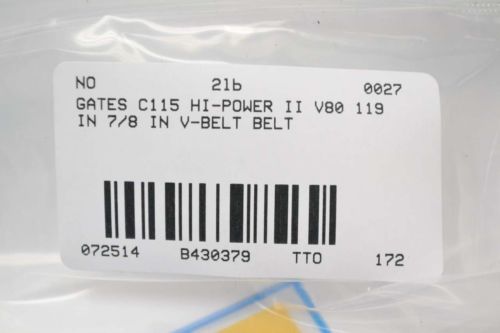 NO 2lb 0027
GATES C115 HI-POWER II V80 119
IN 7/8 IN V-BELT BELT
072514 B430379 TTO 172